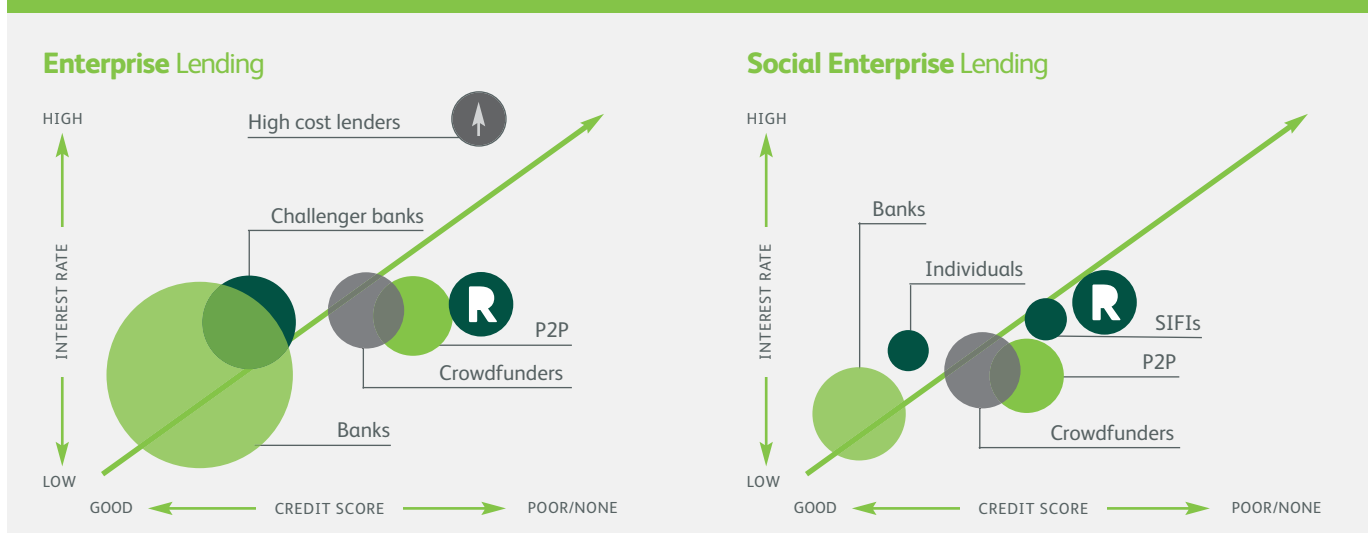 Enterprise Lending
HIGH
High cost lenders
Challenger banks
INTEREST RATE
R
P2P
Crowdfunders
Banks
LOW
GOOD
CREDIT SCORE
POOR/NONE
Social Enterprise Lending
HIGH
Banks
Individuals
INTEREST RATE
R
SIFIs
P2P
Crowdfunders
LOW
GOOD
CREDIT SCORE
POOR/NONE